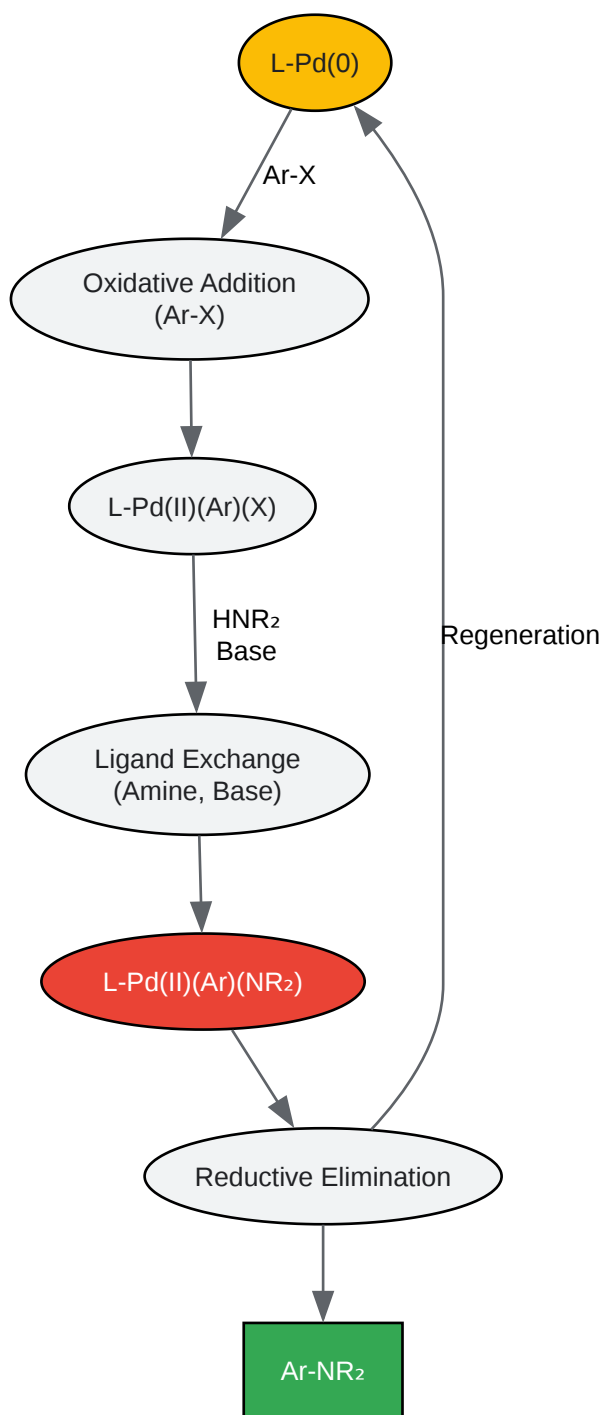 L-Pd(0)
Ar-X
Oxidative Addition
(Ar-X)
L-Pd(II)(Ar)(X)
HNR₂
Base
Regeneration
Ligand Exchange
(Amine, Base)
L-Pd(II)(Ar)(NR₂)
Reductive Elimination
Ar-NR₂